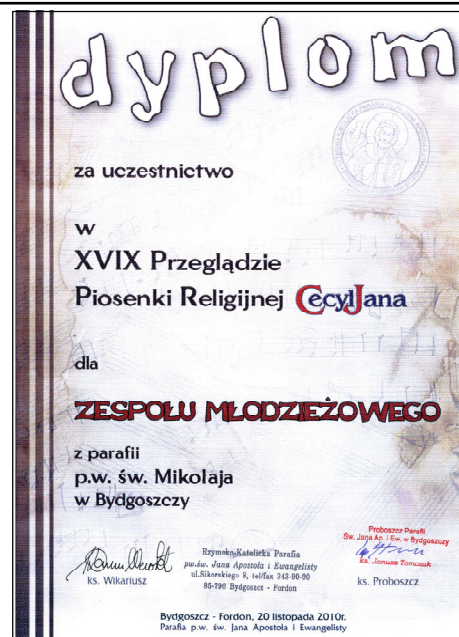 dyplom
za uczestnictwo
w
XVIX Przeglądzie
Piosenki Religijnej CecylJana
dla
ZESPOŁU MŁODZIEŻOWEGO
z parafii
p.w. św. Mikołaja
w Bydgoszczy
ks. Wikariusz
Rzymsko-Katolicka Parafia
pw.św. Jana Apostoła i Ewangelisty
ul.Sikorskiego 8, tel/fax 343-90-90
85-790 Bydgoszcz - Fordon
Proboszcz Parafii
Św. Jana Ap. i Ew. w Bydgoszczy
ks. Janusz Tomczak
ks. Proboszcz
Bydgoszcz - Fordon, 20 listopada 2010r.
Parafia p.w. św. Jana Apostoła i Ewangelisty